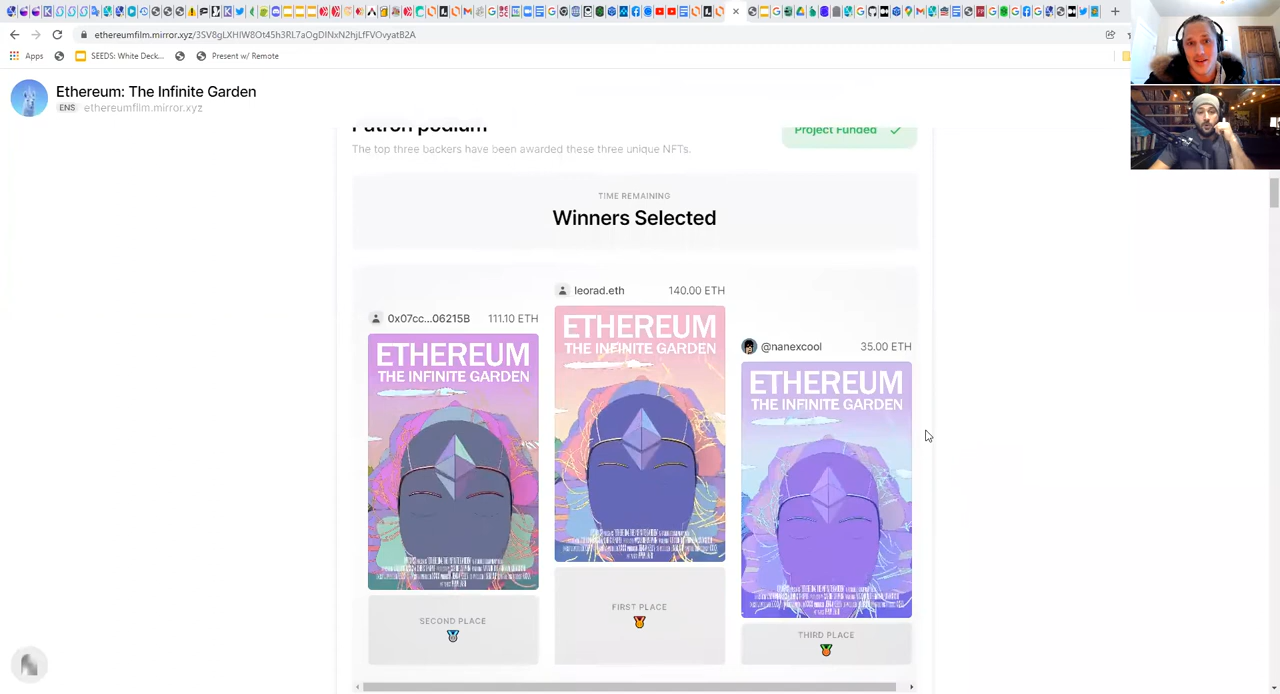 ethereumfilm.mirror.xyz/3SV8gLXHIW8Ot45h3RL7aOgDINxN2hjLfFVOvyatB2A
Apps
SEEDS: White Deck...
Present w/ Remote
Ethereum: The Infinite Garden
ENS ethereumfilm.mirror.xyz
Patron podium
Project Funded
The top three backers have been awarded these three unique NFTs.
TIME REMAINING
Winners Selected
leorad.eth 140.00 ETH
0x07cc...06215B 111.10 ETH
@nanexcool 35.00 ETH
ETHEREUM
THE INFINITE GARDEN
ETHEREUM
THE INFINITE GARDEN
ETHEREUM
THE INFINITE GARDEN
FIRST PLACE
SECOND PLACE
THIRD PLACE